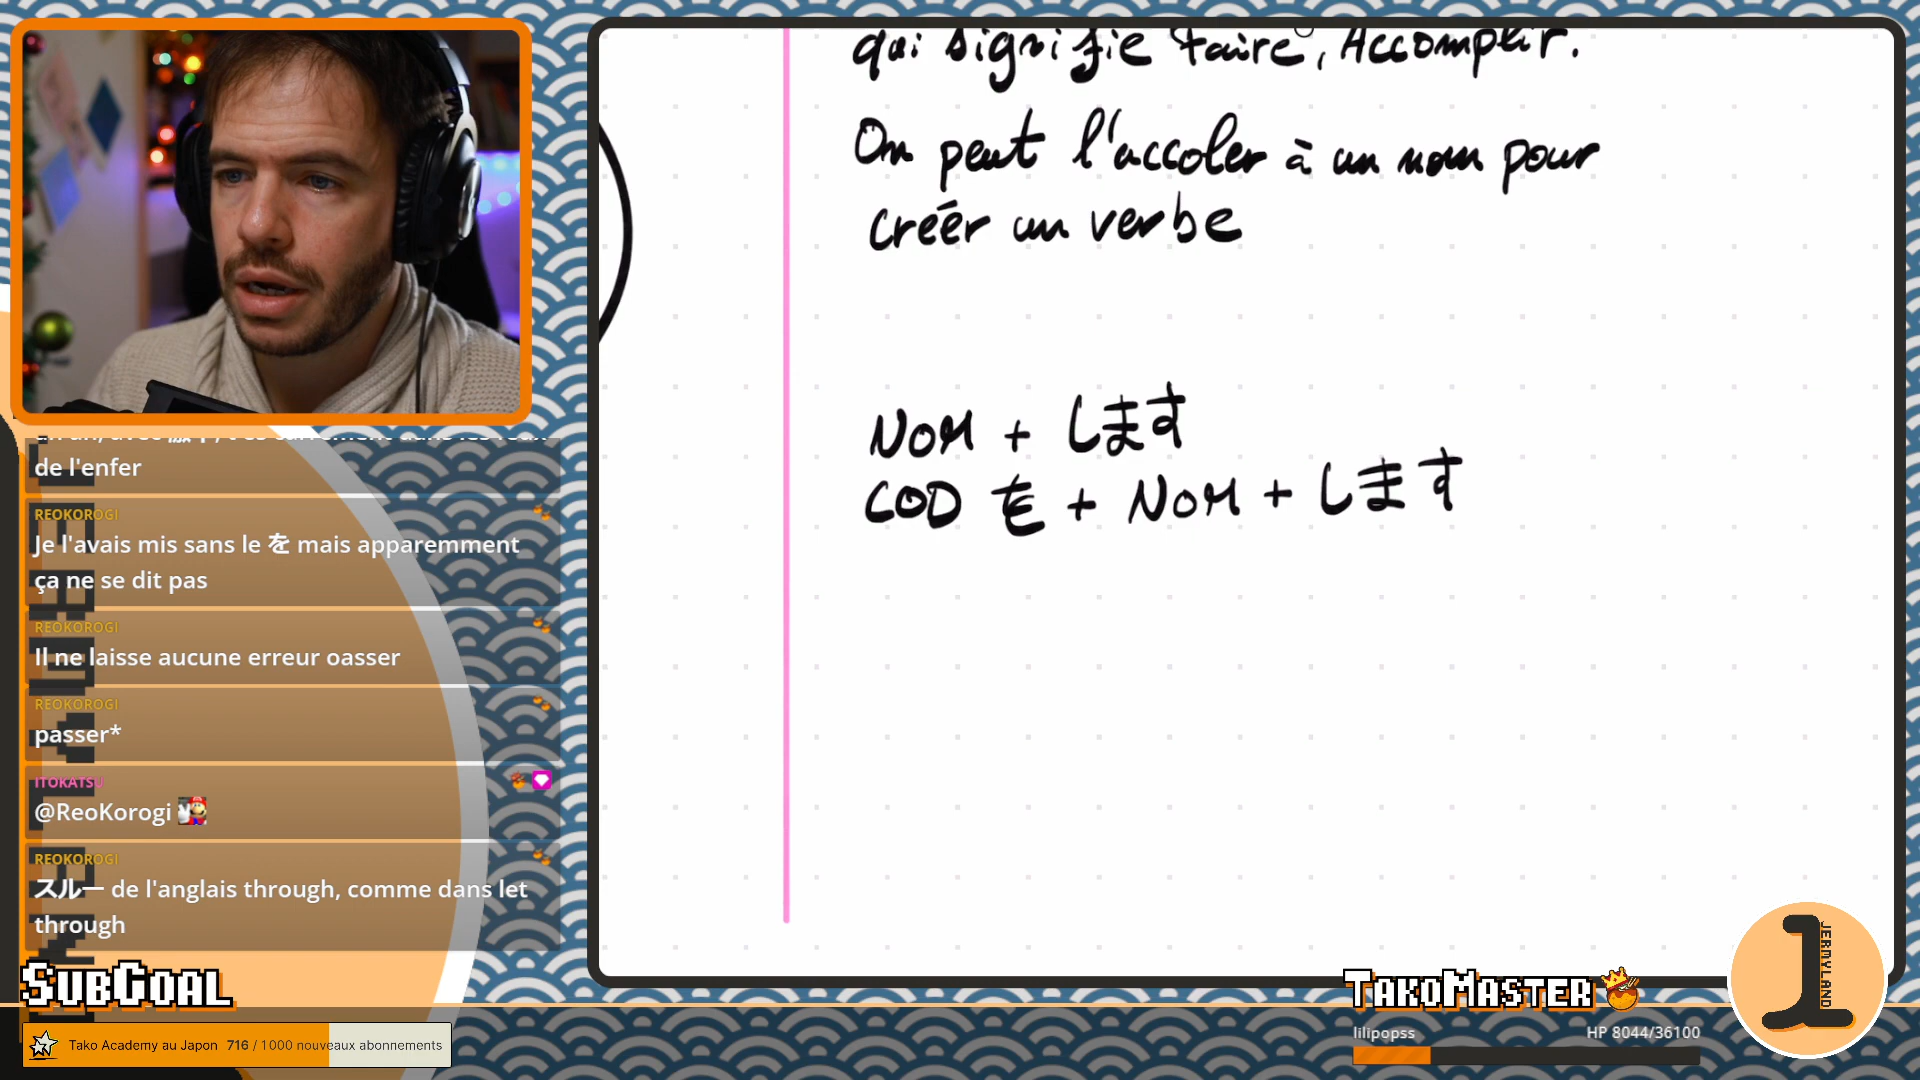 de l'enfer
REOKOROGI
Je l'avais mis sans le を mais apparemment
ça ne se dit pas
REOKOROGI
Il ne laisse aucune erreur oasser
REOKOROGI
passer*
ITOKATSU
@ReoKorogi
REOKOROGI
スルー de l'anglais through, comme dans let
through
SUBGOAL
Tako Academy au Japon 716 / 1000 nouveaux abonnements
qui signifie "faire", Accomplir.
On peut l'accoler à un nom pour
créér un verbe
NOM + します
COD を + NOM + します
TAKOMASTER
lilipopss HP 8044/36100
JEREMYLAND